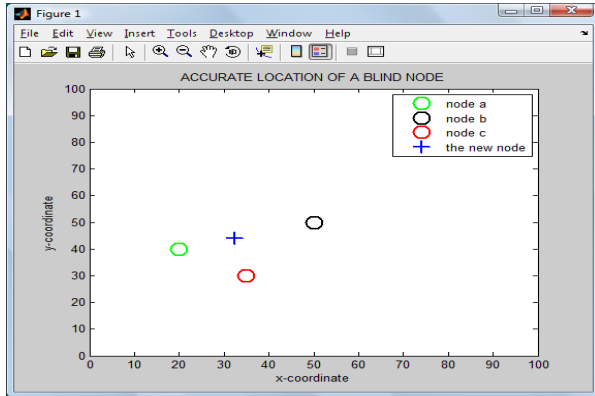 Figure 1
File Edit View Insert Tools Desktop Window Help
ACCURATE LOCATION OF A BLIND NODE
node a
node b
node c
the new node
y-coordinate
100
90
80
70
60
50
40
30
20
10
0
0 10 20 30 40 50 60 70 80 90 100
x-coordinate